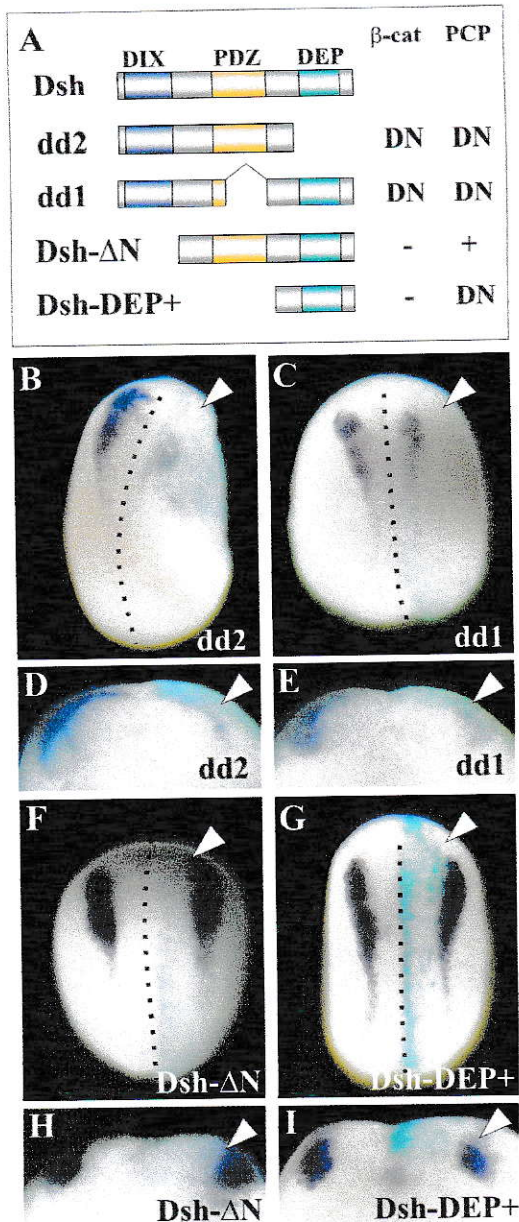 A
β-cat PCP
DIX PDZ DEP
Dsh
dd2 DN DN
dd1 DN DN
Dsh-ΔN - +
Dsh-DEP+ - DN
B
dd2
C
dd1
D
dd2
E
dd1
F
Dsh-ΔN
G
Dsh-DEP+
H
Dsh-ΔN
I
Dsh-DEP+